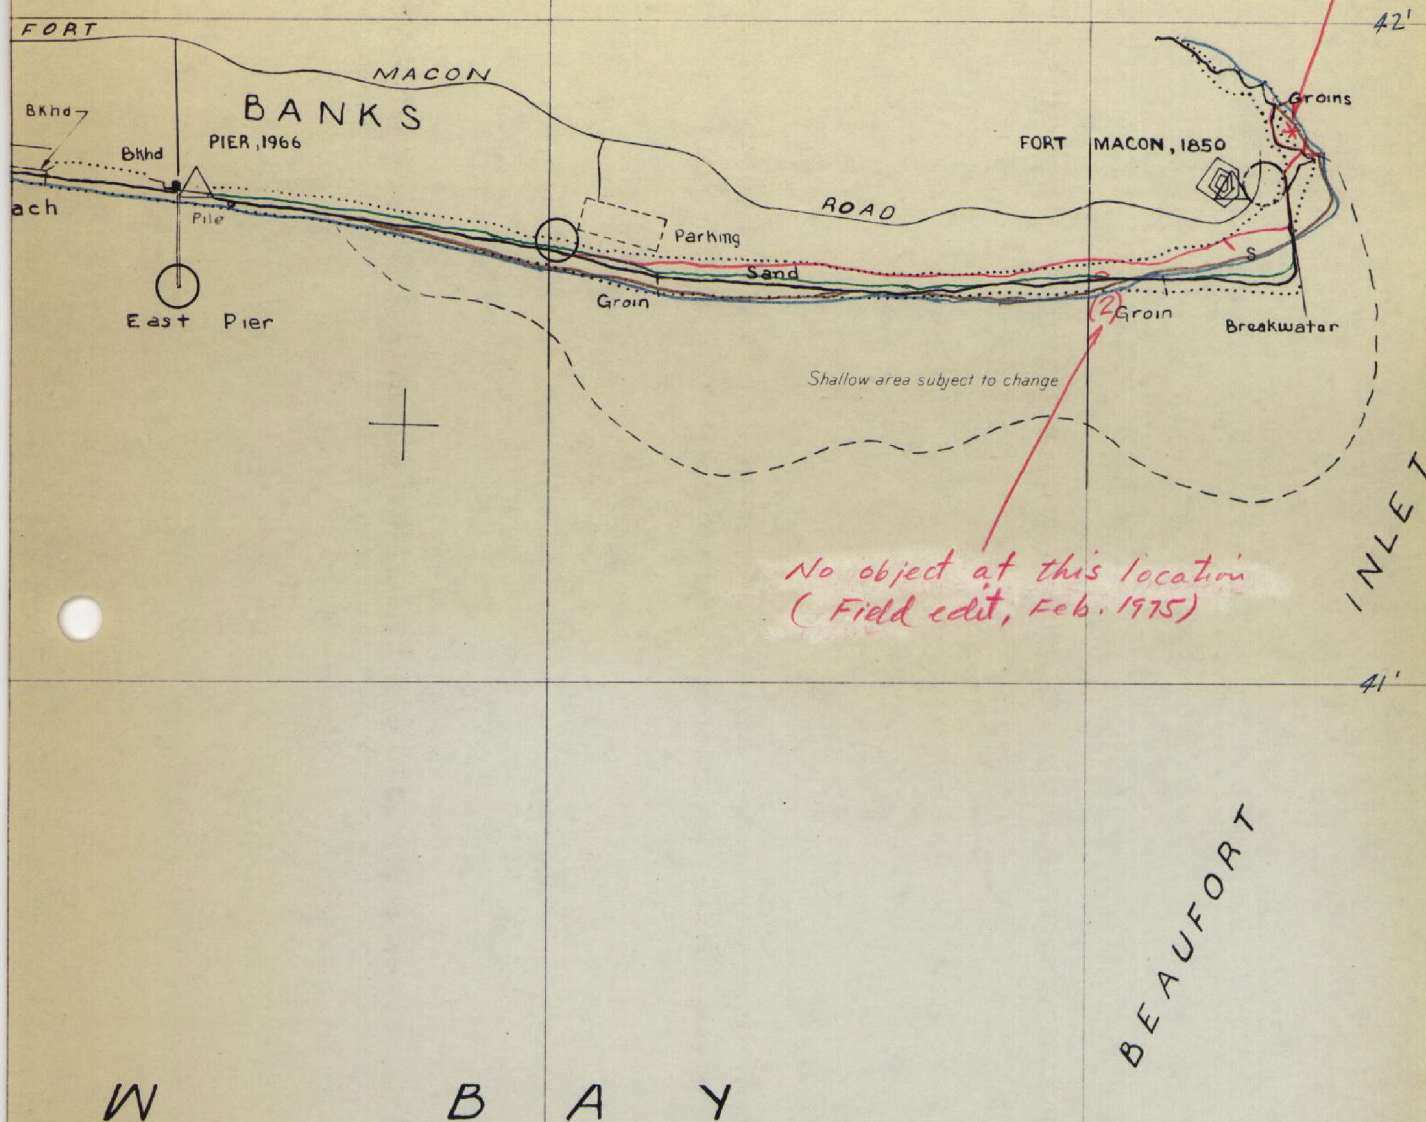 42'
FORT
MACON
BANKS
BKhd
Groins
PIER, 1966
FORT MACON, 1850
Bkhd
ach
Pile
ROAD
Parking
S
Sand
Groin
(2)
Groin
East Pier
Breakwater
Shallow area subject to change
INLET
No object at this location
(Field edit, Feb. 1975)
41'
BEAUFORT
W BAY